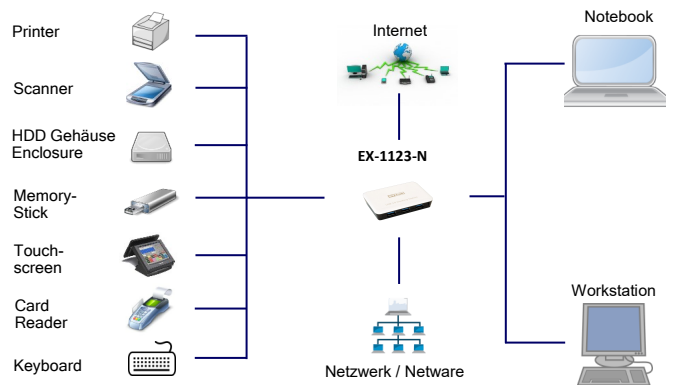 Printer
Scanner
HDD Gehäuse
Enclosure
Memory-
Stick
Touch-
screen
Card
Reader
Keyboard
Internet
EX-1123-N
Netzwerk / Netware
Notebook
Workstation